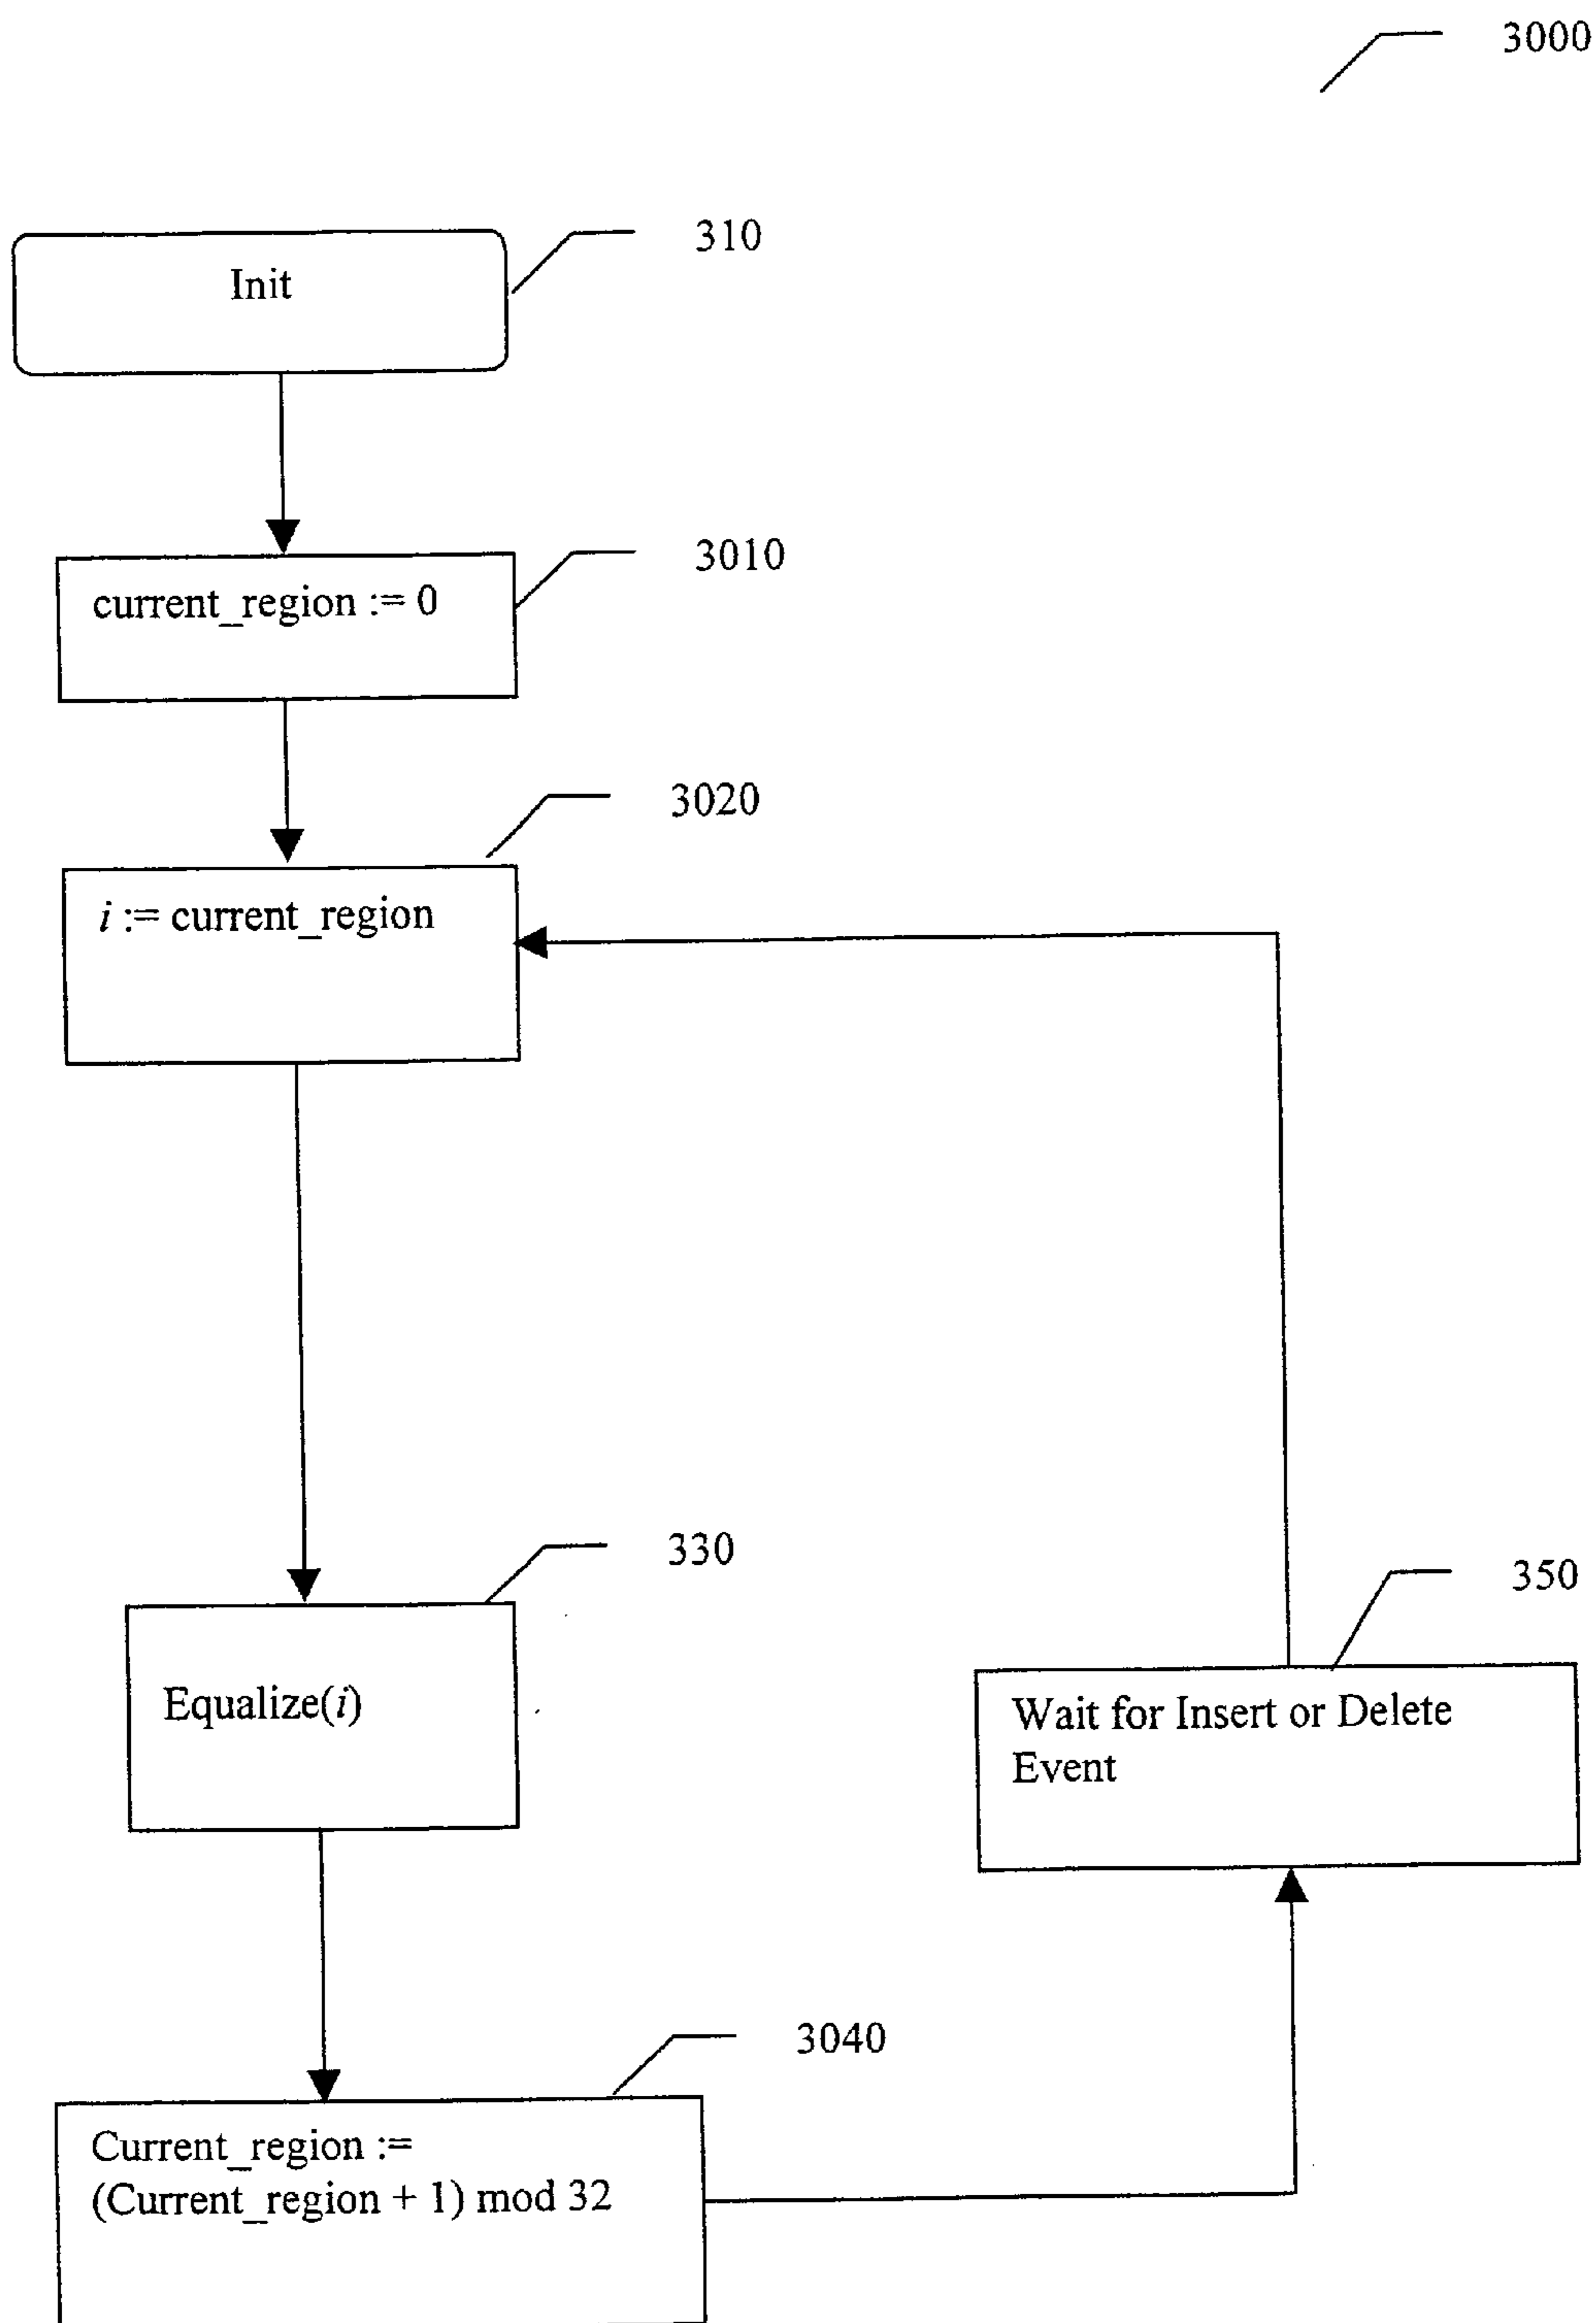 3000
310
Init
3010
current_region := 0
3020
i := current_region
330
Equalize(i)
350
Wait for Insert or Delete
Event
3040
Current_region :=
(Current_region + 1) mod 32